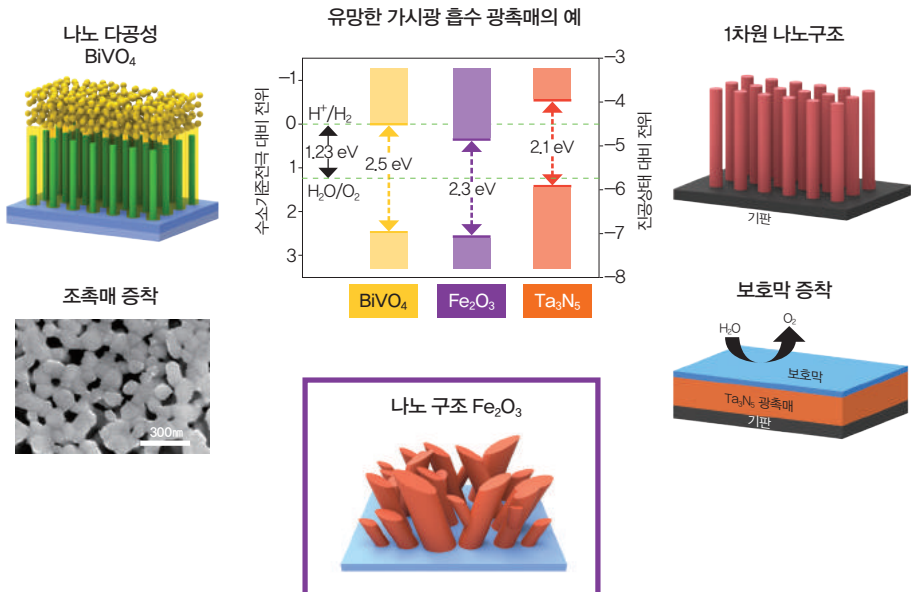 유망한 가시광 흡수 광촉매의 예
나노 다공성
BiVO₄
조촉매 증착
300㎚
수소기준전극 대비 전위
-1
0
1
2
3
H⁺/H₂
1.23 eV
H₂O/O₂
2.5 eV
2.3 eV
2.1 eV
-3
-4
-5
-6
-7
-8
진공상태 대비 전위
BiVO₄
Fe₂O₃
Ta₃N₅
나노 구조 Fe₂O₃
1차원 나노구조
기판
보호막 증착
H₂O
O₂
보호막
Ta₃N₅ 광촉매
기판